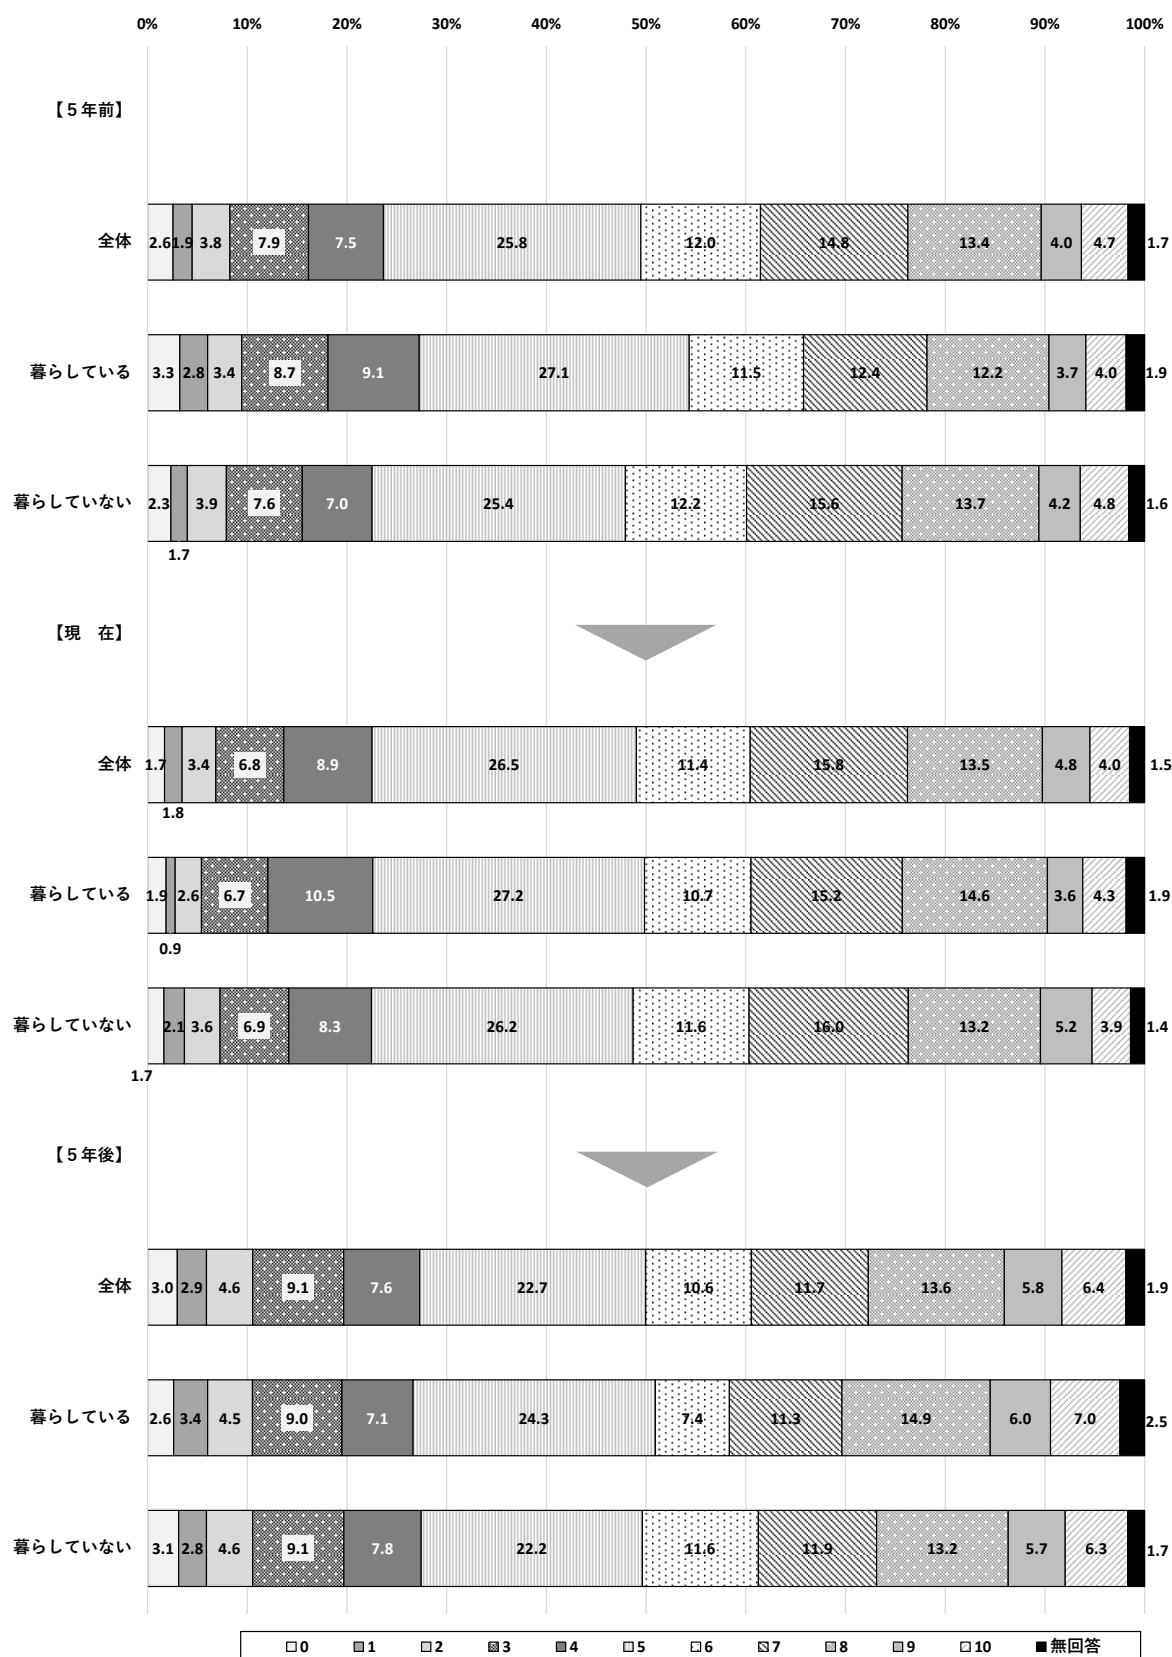 0% 10% 20% 30% 40% 50% 60% 70% 80% 90% 100%
【５年前】
全体 2.6 1.9 3.8 7.9 7.5 25.8 12.0 14.8 13.4 4.0 4.7 1.7
暮らしている 3.3 2.8 3.4 8.7 9.1 27.1 11.5 12.4 12.2 3.7 4.0 1.9
暮らしていない 2.3 3.9 7.6 7.0 25.4 12.2 15.6 13.7 4.2 4.8 1.6
1.7
【現　在】
全体 1.7 3.4 6.8 8.9 26.5 11.4 15.8 13.5 4.8 4.0 1.5
1.8
暮らしている 1.9 2.6 6.7 10.5 27.2 10.7 15.2 14.6 3.6 4.3 1.9
0.9
暮らしていない 2.1 3.6 6.9 8.3 26.2 11.6 16.0 13.2 5.2 3.9 1.4
1.7
【５年後】
全体 3.0 2.9 4.6 9.1 7.6 22.7 10.6 11.7 13.6 5.8 6.4 1.9
暮らしている 2.6 3.4 4.5 9.0 7.1 24.3 7.4 11.3 14.9 6.0 7.0 2.5
暮らしていない 3.1 2.8 4.6 9.1 7.8 22.2 11.6 11.9 13.2 5.7 6.3 1.7
0 1 2 3 4 5 6 7 8 9 10 無回答